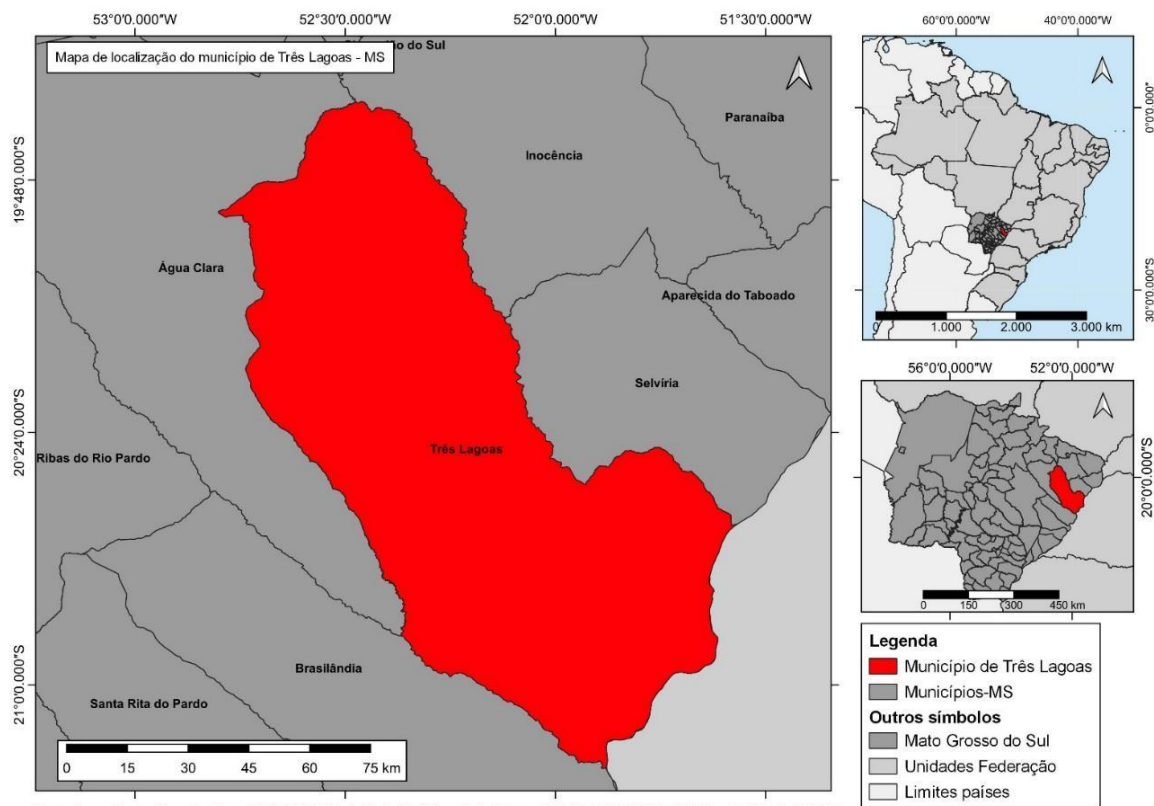 53°0'0.000"W
52°30'0.000"W
52°0'0.000"W
51°30'0.000"W
Mapa de localização do município de Três Lagoas - MS
do Sul
Paranaíba
Inocência
19°48'0.000"S
Água Clara
Aparecida do Taboado
Selvíria
20°24'0.000"S
Três Lagoas
Ribas do Rio Pardo
Brasilândia
21°0'0.000"S
Santa Rita do Pardo
0 15 30 45 60 75 km
60°0'0.000"W
40°0'0.000"W
0°0'0.000"
30°0'0.000"S
0 1.000 2.000 3.000 km
56°0'0.000"W
52°0'0.000"W
20°0'0.000"S
0 150 300 450 km
Legenda
Município de Três Lagoas
Municípios-MS
Outros símbolos
Mato Grosso do Sul
Unidades Federação
Limites países